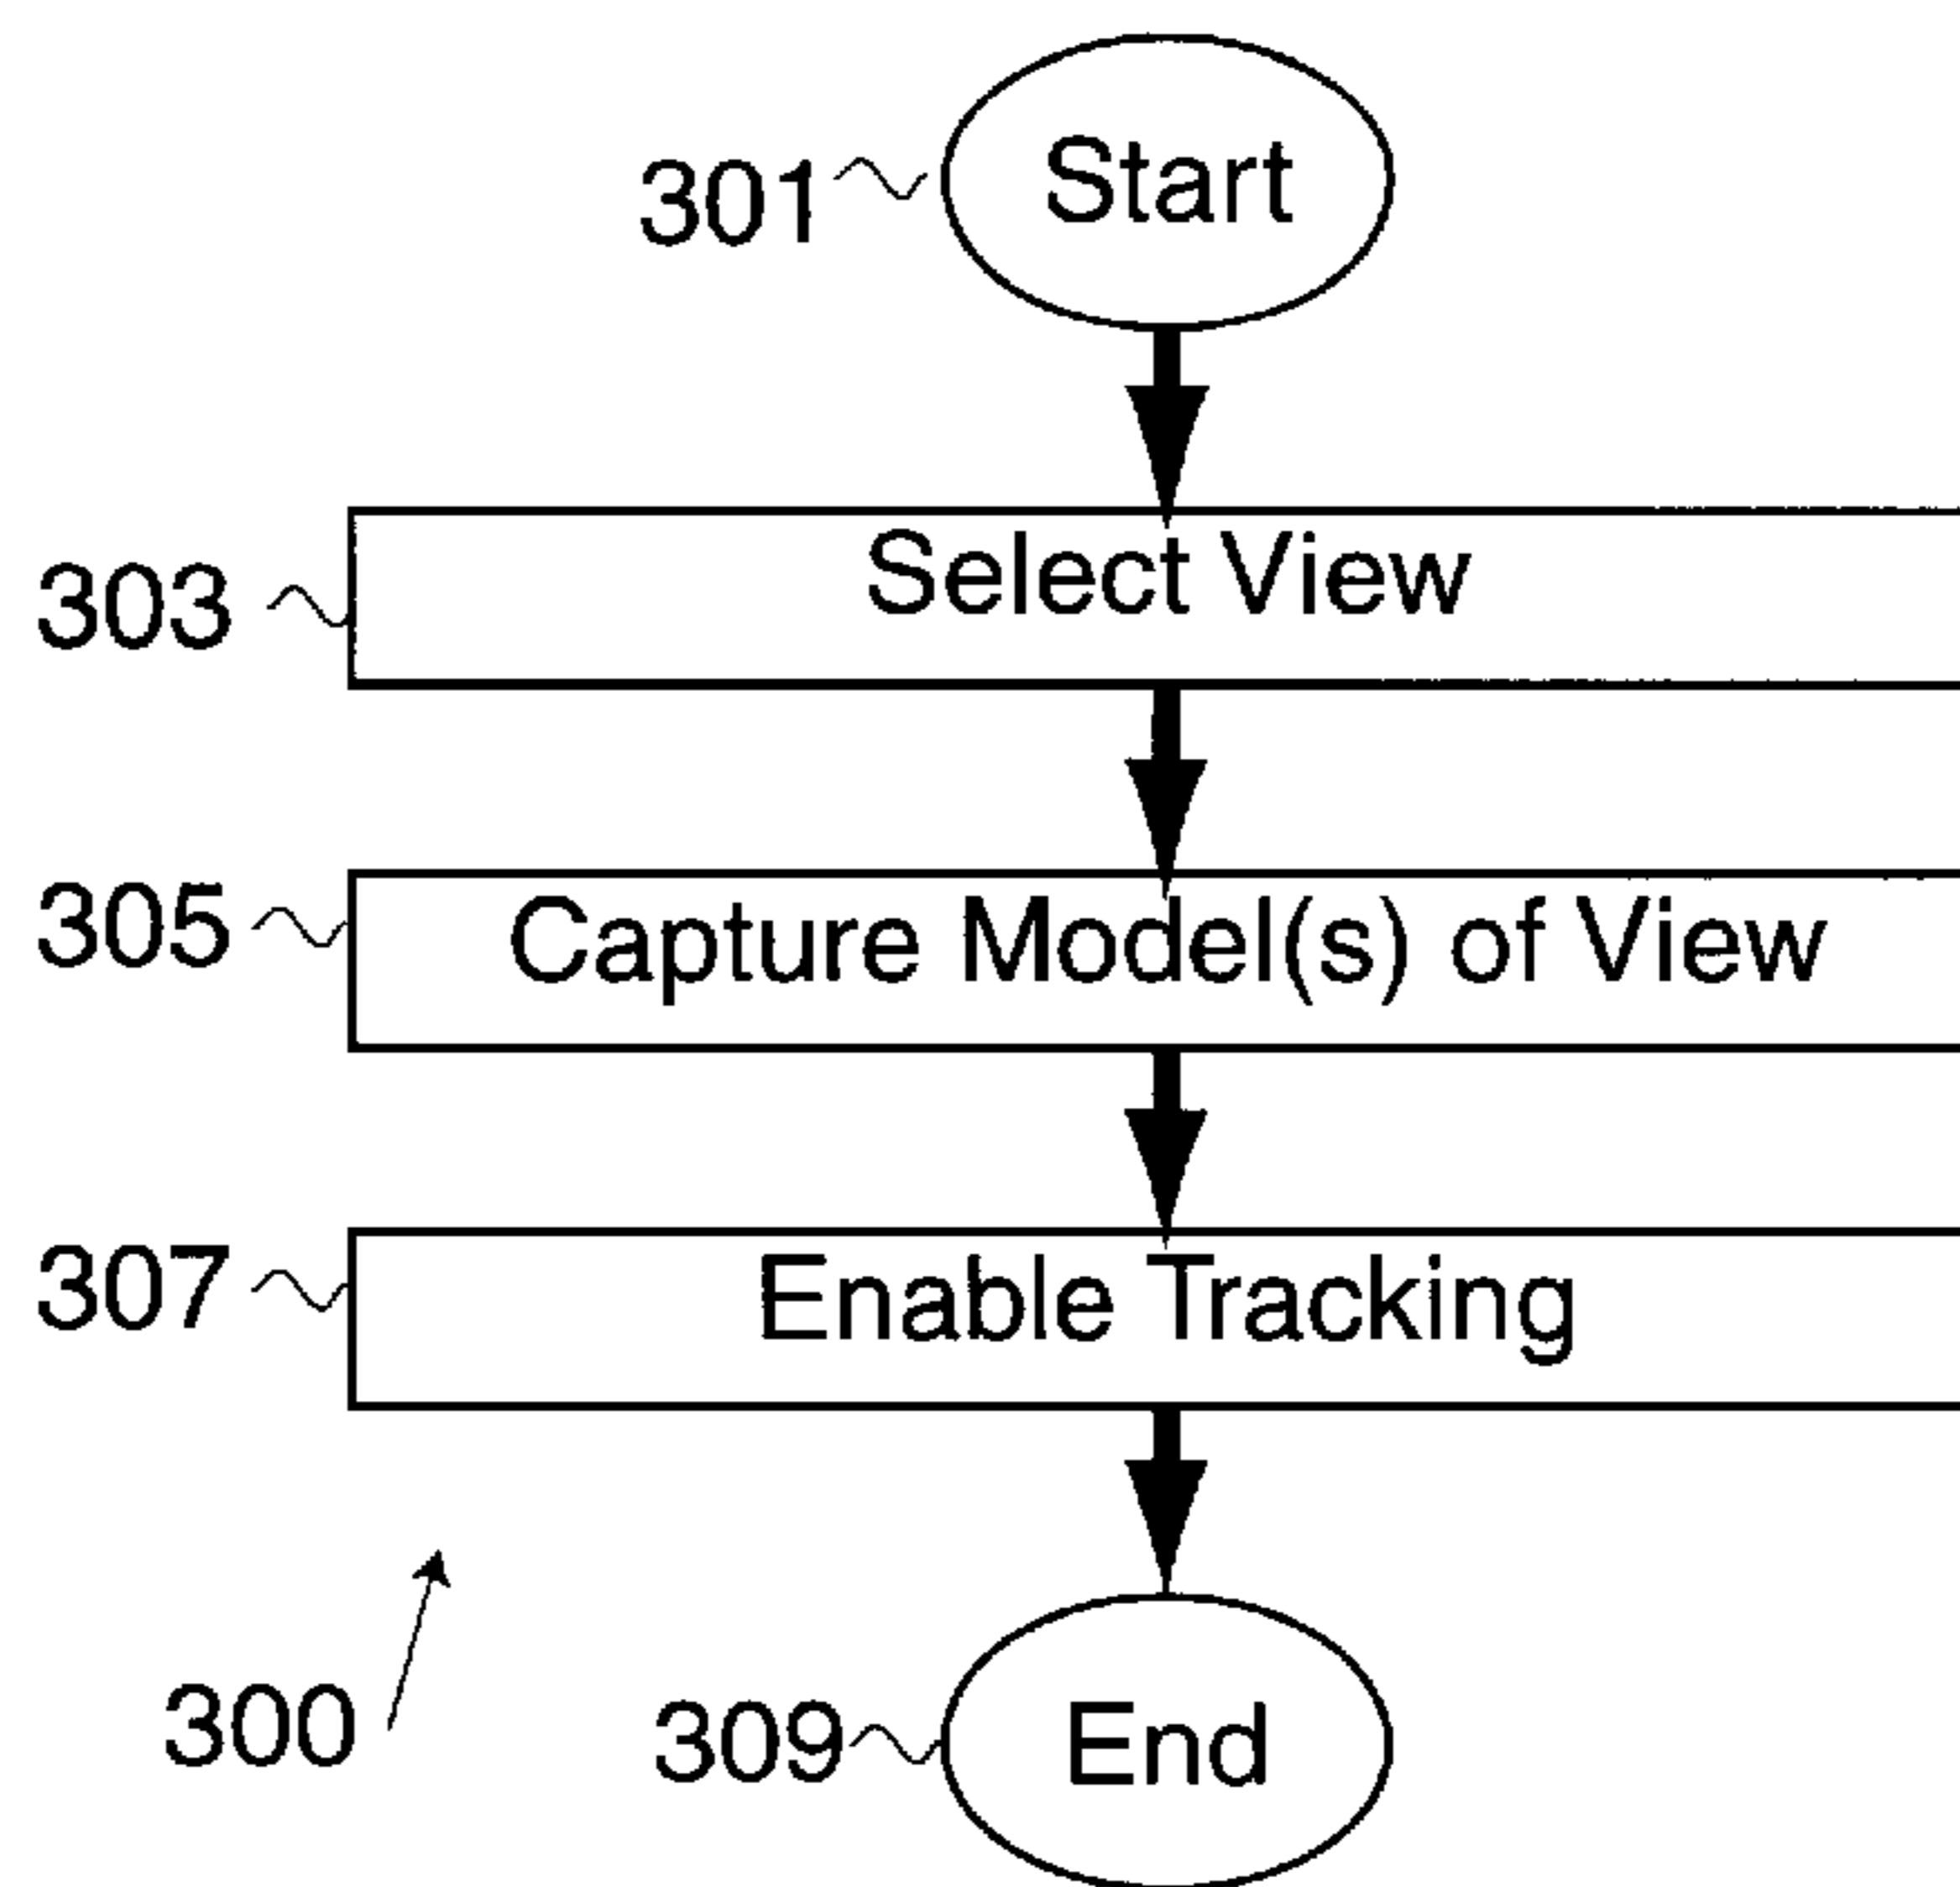 301 Start
303 Select View
305 Capture Model(s) of View
307 Enable Tracking
300
309 End